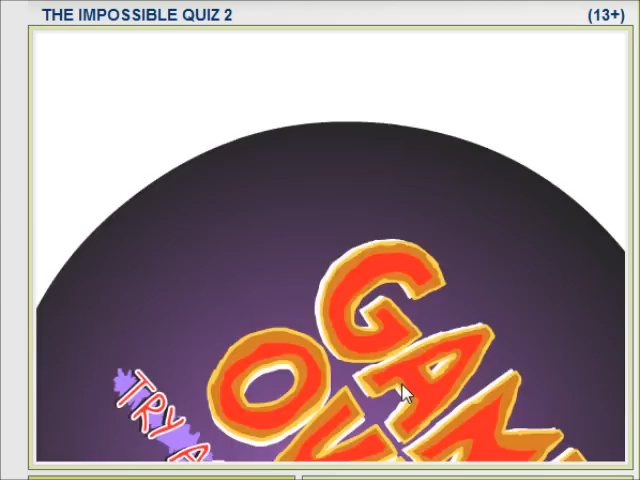 THE IMPOSSIBLE QUIZ 2
(13+)
GAM
OV
TRY A